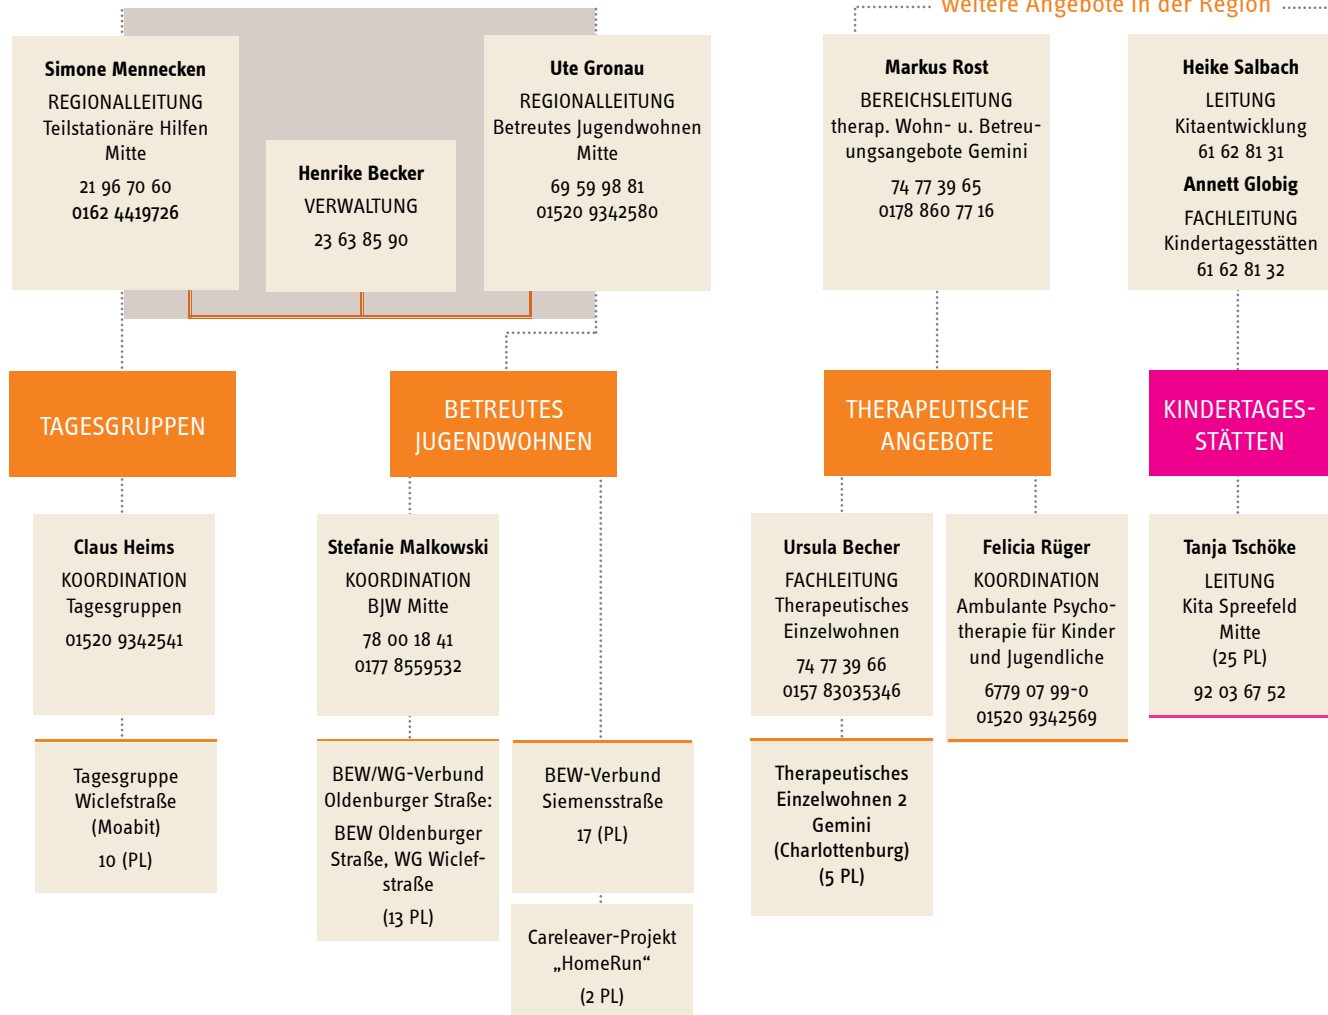 weitere Angebote in der Region
Simone Mennecken
REGIONALLEITUNG
Teilstationäre Hilfen
Mitte
21 96 70 60
0162 4419726
Henrike Becker
VERWALTUNG
23 63 85 90
Ute Gronau
REGIONALLEITUNG
Betreutes Jugendwohnen
Mitte
69 59 98 81
01520 9342580
Markus Rost
BEREICHSLEITUNG
therap. Wohn- u. Betreu-
ungsangebote Gemini
74 77 39 65
0178 860 77 16
Heike Salbach
LEITUNG
Kitaentwicklung
61 62 81 31
Annett Globig
FACHLEITUNG
Kindertagesstätten
61 62 81 32
TAGESGRUPPEN
BETREUTES
JUGENDWOHNEN
THERAPEUTISCHE
ANGEBOTE
KINDERTAGES-
STÄTTEN
Claus Heims
KOORDINATION
Tagesgruppen
01520 9342541
Stefanie Malkowski
KOORDINATION
BJW Mitte
78 00 18 41
0177 8559532
Ursula Becher
FACHLEITUNG
Therapeutisches
Einzelwohnen
74 77 39 66
0157 83035346
Felicia Rüger
KOORDINATION
Ambulante Psycho-
therapie für Kinder
und Jugendliche
6779 07 99-0
01520 9342569
Tanja Tschöke
LEITUNG
Kita Spreefeld
Mitte
(25 PL)
92 03 67 52
Tagesgruppe
Wiclefstraße
(Moabit)
10 (PL)
BEW/WG-Verbund
Oldenburger Straße:
BEW Oldenburger
Straße, WG Wiclef-
straße
(13 PL)
BEW-Verbund
Siemensstraße
17 (PL)
Careleaver-Projekt
„HomeRun“
(2 PL)
Therapeutisches
Einzelwohnen 2
Gemini
(Charlottenburg)
(5 PL)